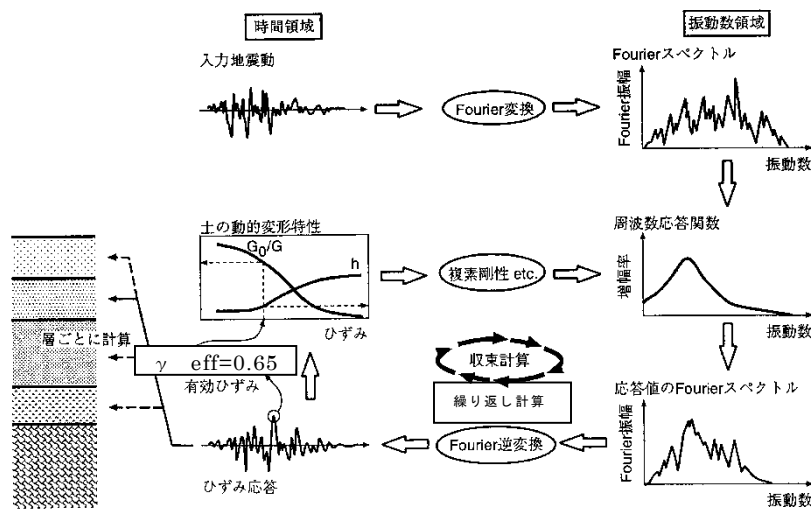 時間領域
振動数領域
入力地震動
Fourierスペクトル
Fourier変換
Fourier振幅
振動数
土の動的変形特性
G₀/G
h
ひずみ
複素剛性 etc.
周波数応答関数
増幅率
振動数
層ごとに計算
γ eff=0.65
有効ひずみ
収束計算
繰り返し計算
応答値のFourierスペクトル
Fourier逆変換
Fourier振幅
振動数
ひずみ応答